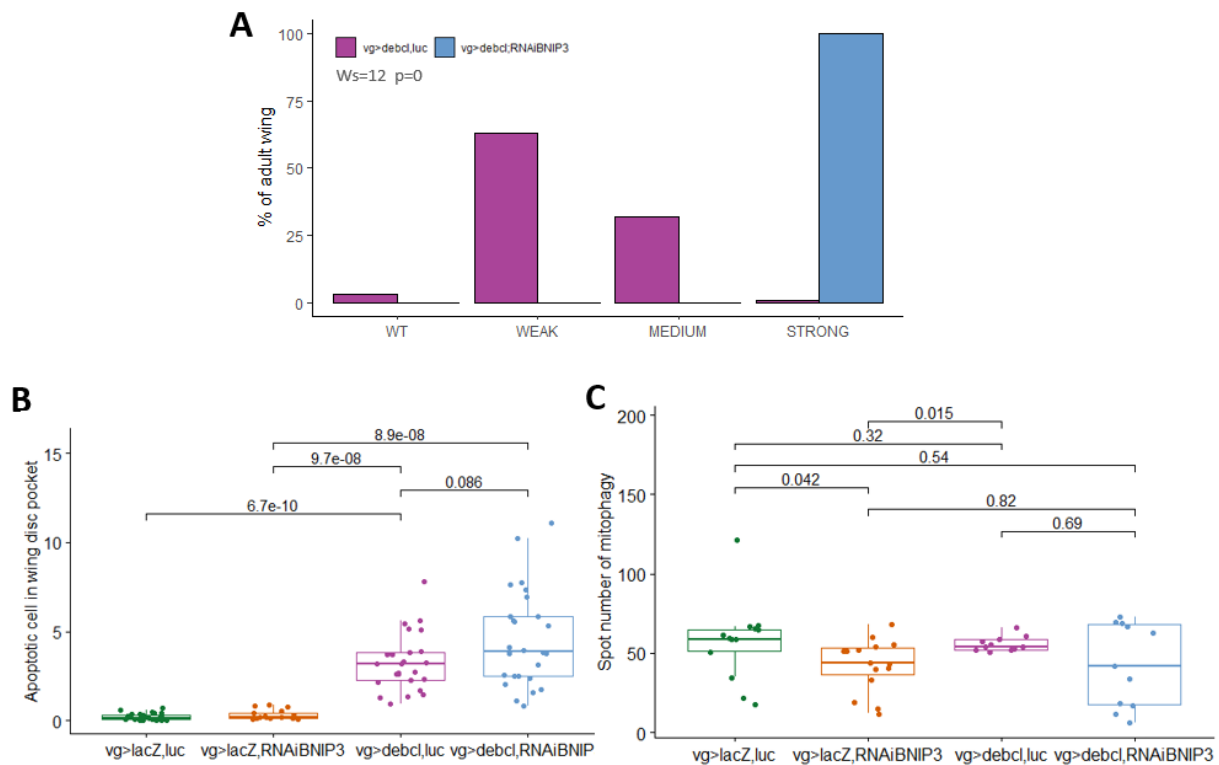 A
% of adult wing
100
75
50
25
0
vg>debcl,luc vg>debcl;RNAiBNIP3
Ws=12 p=0
WT WEAK MEDIUM STRONG
B
Apoptotic cell in wing disc pocket
15
10
5
0
8.9e-08
9.7e-08
0.086
6.7e-10
vg>lacZ,luc vg>lacZ,RNAiBNIP3 vg>debcl,luc vg>debcl,RNAiBNIP
C
Spot number of mitophagy
200
150
100
50
0
0.015
0.32
0.54
0.042
0.82
0.69
vg>lacZ,luc vg>lacZ,RNAiBNIP3 vg>debcl,luc vg>debcl,RNAiBNIP3